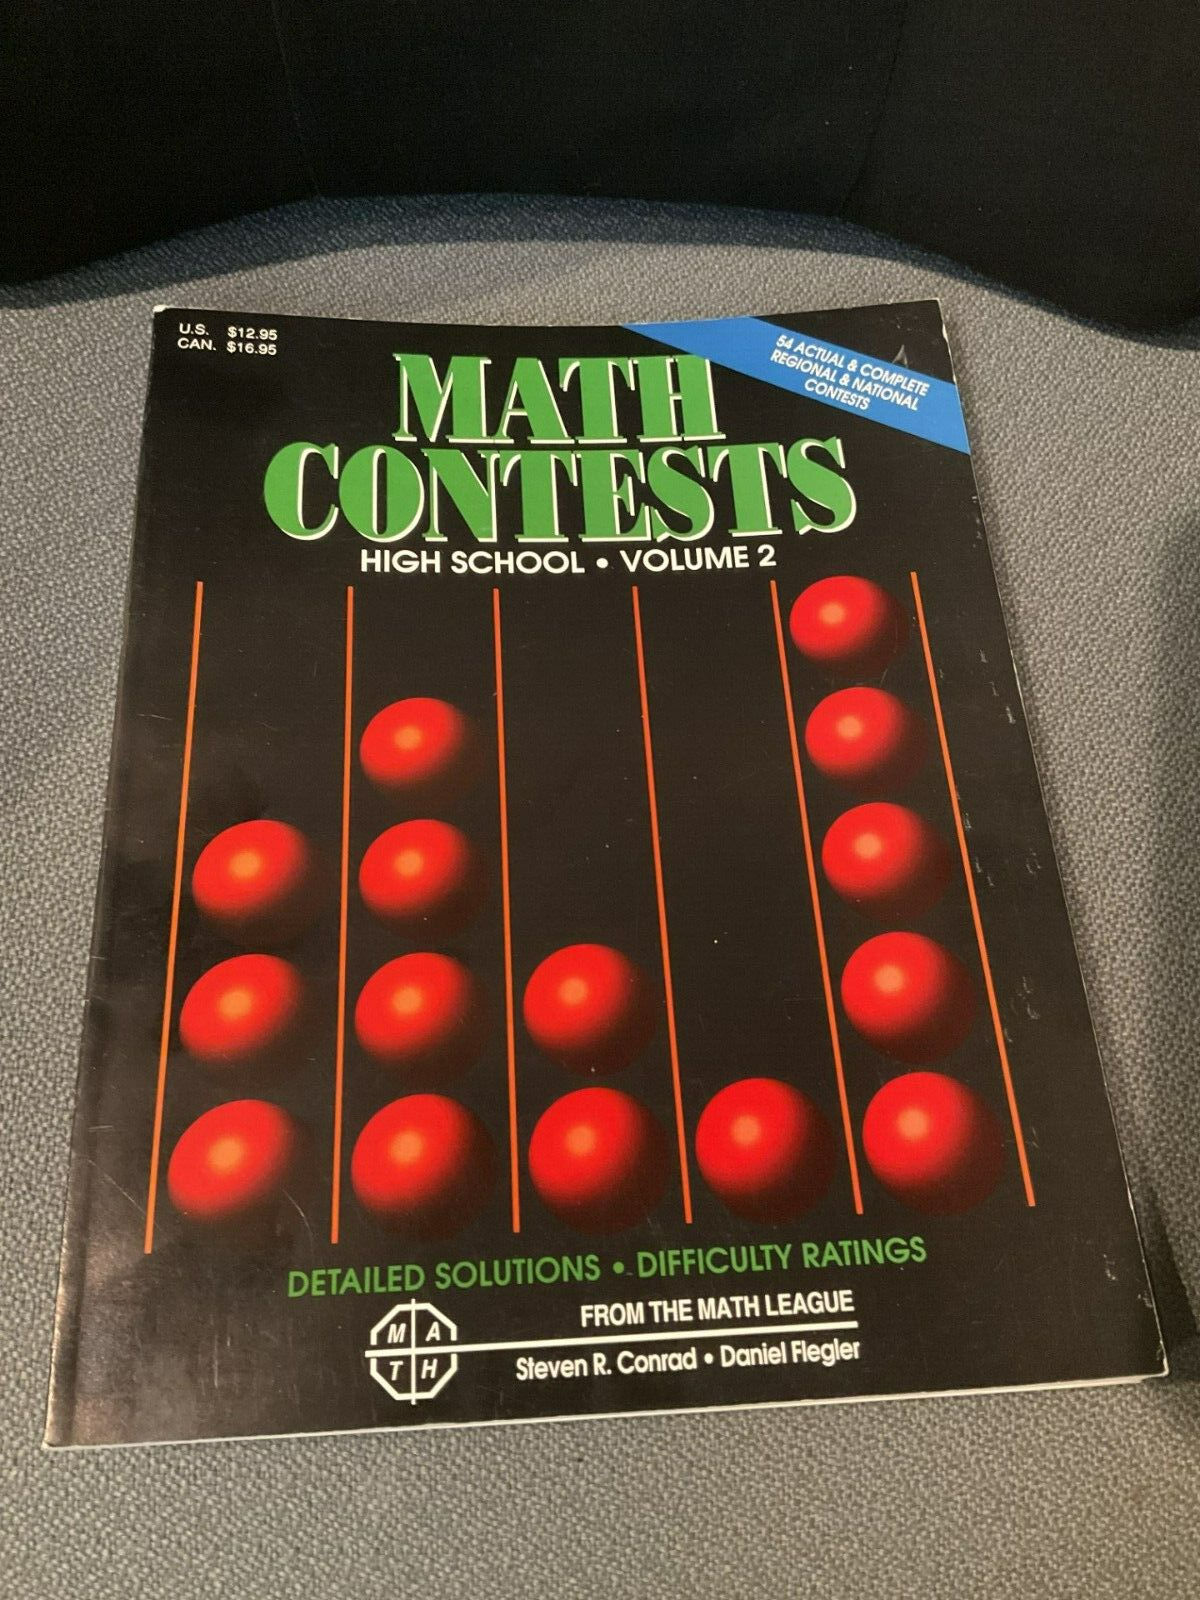 U.S. $12.95
CAN. $16.95
54 ACTUAL & COMPLETE
REGIONAL & NATIONAL
CONTESTS
MATH
CONTESTS
HIGH SCHOOL • VOLUME 2
DETAILED SOLUTIONS • DIFFICULTY RATINGS
FROM THE MATH LEAGUE
Steven R. Conrad • Daniel Flegler
M A
T H